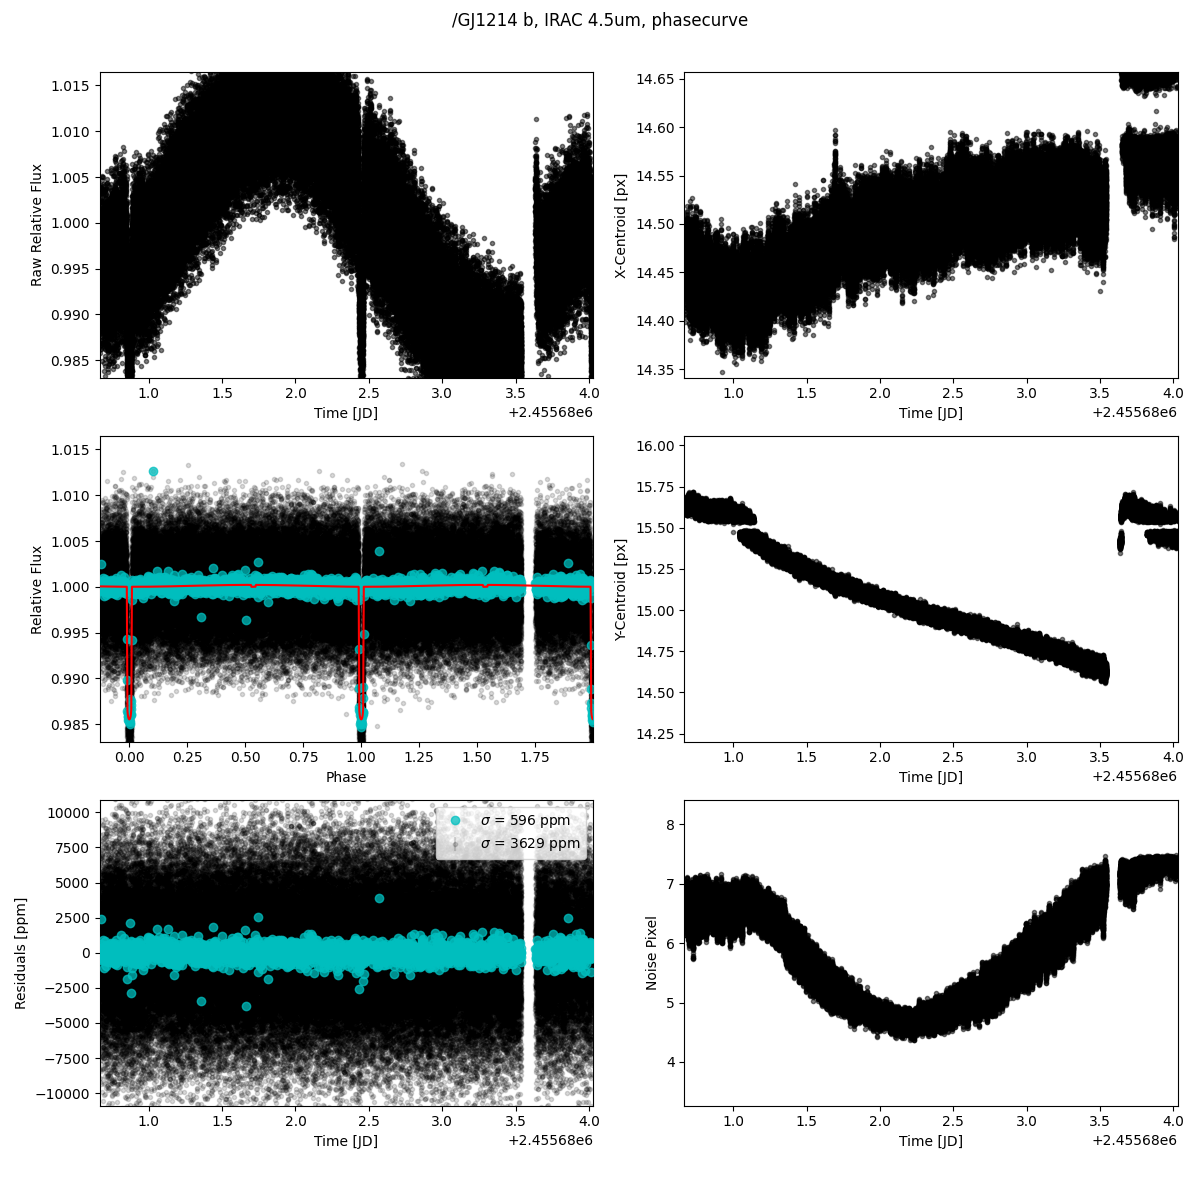 /GJ1214 b, IRAC 4.5um, phasecurve
1.015
1.010
1.005
1.000
0.995
0.990
0.985
Raw Relative Flux
1.0 1.5 2.0 2.5 3.0 3.5 4.0
Time [JD]
+2.45568e6
14.65
14.60
14.55
14.50
14.45
14.40
14.35
X-Centroid [px]
1.0 1.5 2.0 2.5 3.0 3.5 4.0
Time [JD]
+2.45568e6
1.015
1.010
1.005
1.000
0.995
0.990
0.985
Relative Flux
0.00 0.25 0.50 0.75 1.00 1.25 1.50 1.75
Phase
16.00
15.75
15.50
15.25
15.00
14.75
14.50
14.25
Y-Centroid [px]
1.0 1.5 2.0 2.5 3.0 3.5 4.0
Time [JD]
+2.45568e6
10000
7500
5000
2500
0
−2500
−5000
−7500
−10000
Residuals [ppm]
σ = 596 ppm
σ = 3629 ppm
1.0 1.5 2.0 2.5 3.0 3.5 4.0
Time [JD]
+2.45568e6
8
7
6
5
4
Noise Pixel
1.0 1.5 2.0 2.5 3.0 3.5 4.0
Time [JD]
+2.45568e6